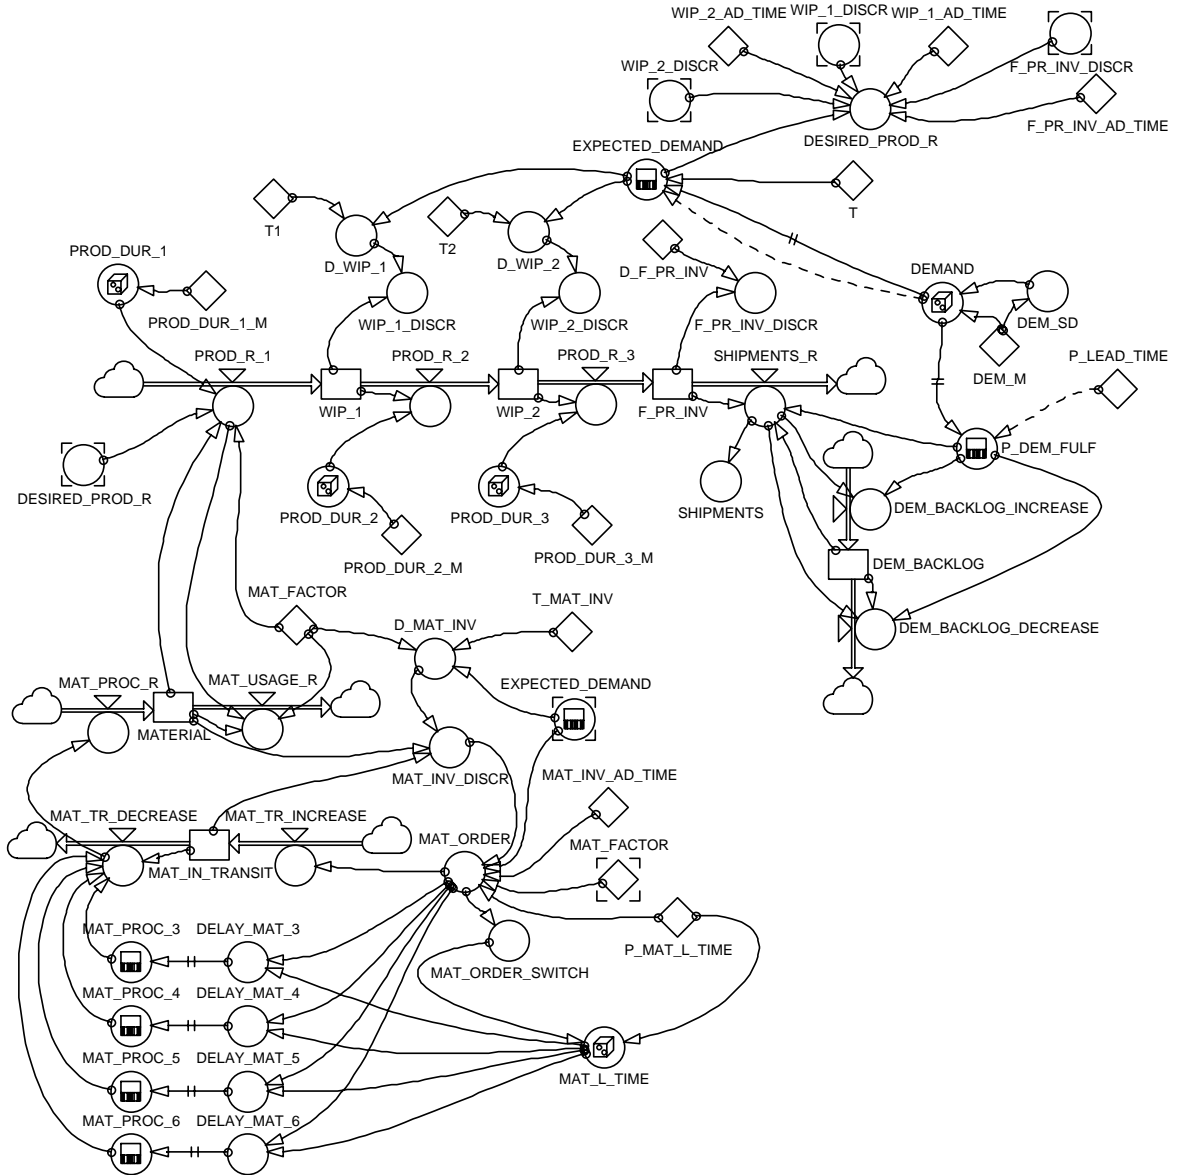 WIP_2_AD_TIME
WIP_1_DISCR
WIP_1_AD_TIME
WIP_2_DISCR
F_PR_INV_DISCR
F_PR_INV_AD_TIME
DESIRED_PROD_R
EXPECTED_DEMAND
T1
T2
T
PROD_DUR_1
D_WIP_1
D_WIP_2
D_F_PR_INV
DEMAND
PROD_DUR_1_M
WIP_1_DISCR
WIP_2_DISCR
F_PR_INV_DISCR
DEM_SD
DEM_M
PROD_R_1
PROD_R_2
PROD_R_3
SHIPMENTS_R
P_LEAD_TIME
WIP_1
WIP_2
F_PR_INV
P_DEM_FULF
DESIRED_PROD_R
PROD_DUR_2
PROD_DUR_3
SHIPMENTS
DEM_BACKLOG_INCREASE
PROD_DUR_2_M
PROD_DUR_3_M
DEM_BACKLOG
MAT_FACTOR
D_MAT_INV
T_MAT_INV
DEM_BACKLOG_DECREASE
MAT_PROC_R
MAT_USAGE_R
EXPECTED_DEMAND
MATERIAL
MAT_INV_DISCR
MAT_INV_AD_TIME
MAT_TR_DECREASE
MAT_TR_INCREASE
MAT_ORDER
MAT_FACTOR
MAT_IN_TRANSIT
MAT_PROC_3
DELAY_MAT_3
MAT_ORDER_SWITCH
P_MAT_L_TIME
MAT_PROC_4
DELAY_MAT_4
MAT_PROC_5
DELAY_MAT_5
MAT_L_TIME
MAT_PROC_6
DELAY_MAT_6